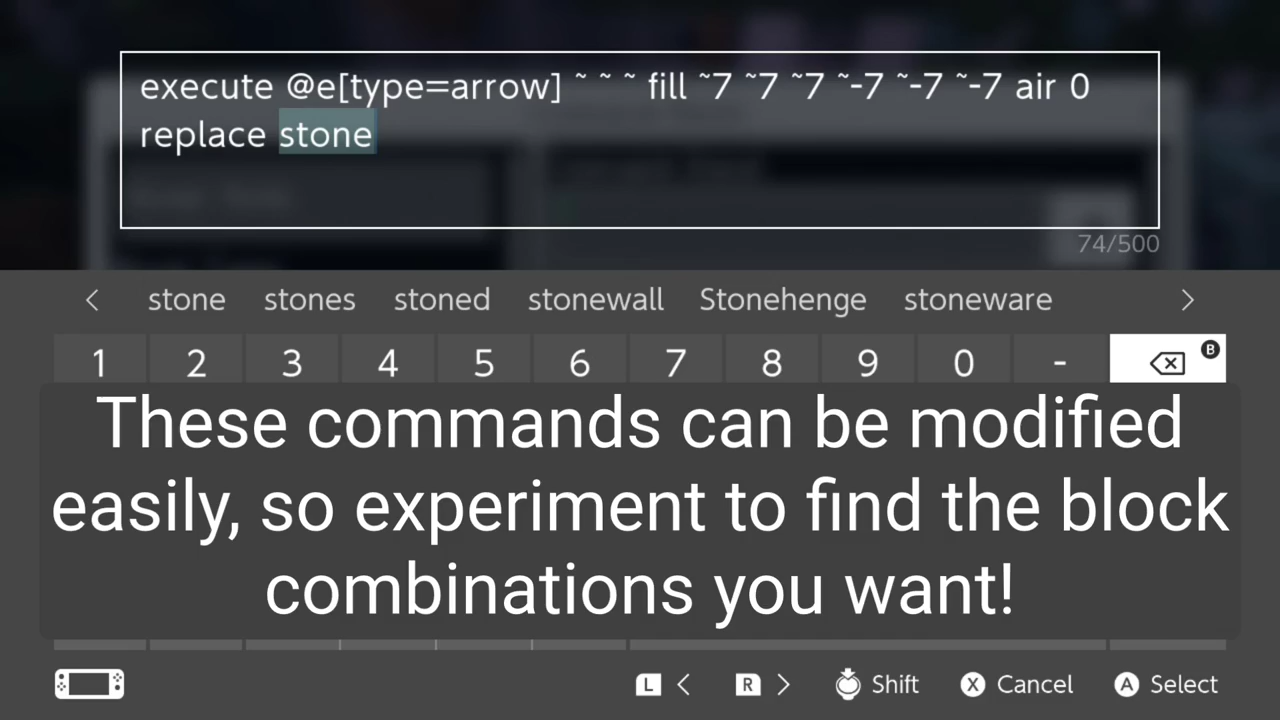 execute @e[type=arrow] ~ ~ ~ fill ~7 ~7 ~7 ~-7 ~-7 ~-7 air 0
replace stone
74/500
stone stones stoned stonewall Stonehenge stoneware
1 2 3 4 5 6 7 8 9 0 - B
These commands can be modified
easily, so experiment to find the block
combinations you want!
L R Shift X Cancel A Select